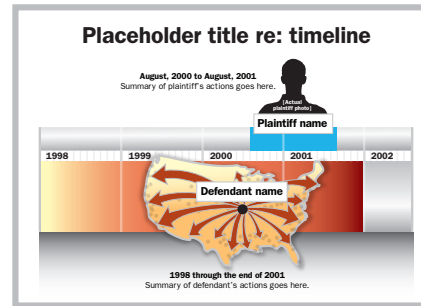 Placeholder title re: timeline
August, 2000 to August, 2001
Summary of plaintiff's actions goes here.
[Actual
plaintiff photo]
Plaintiff name
1998 1999 2000 2001 2002
Defendant name
1998 through the end of 2001
Summary of defendant's actions goes here.